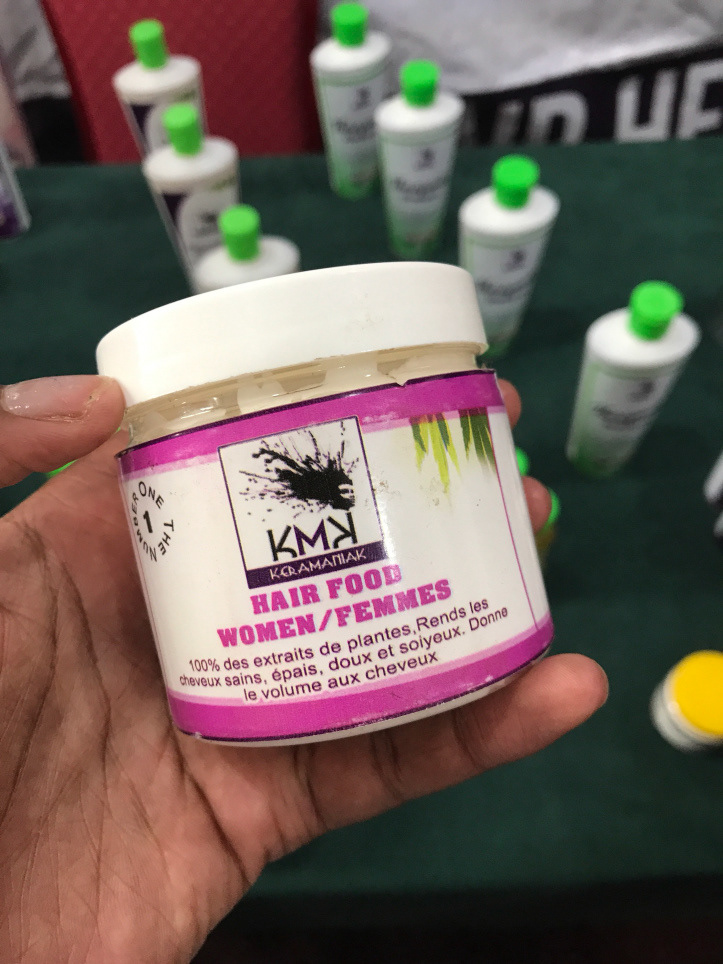 THE NUMBER ONE
1
KMK
KERAMANIAK
HAIR FOOD
WOMEN/FEMMES
100% des extraits de plantes,Rends les
cheveux sains, épais, doux et soiyeux. Donne
le volume aux cheveux